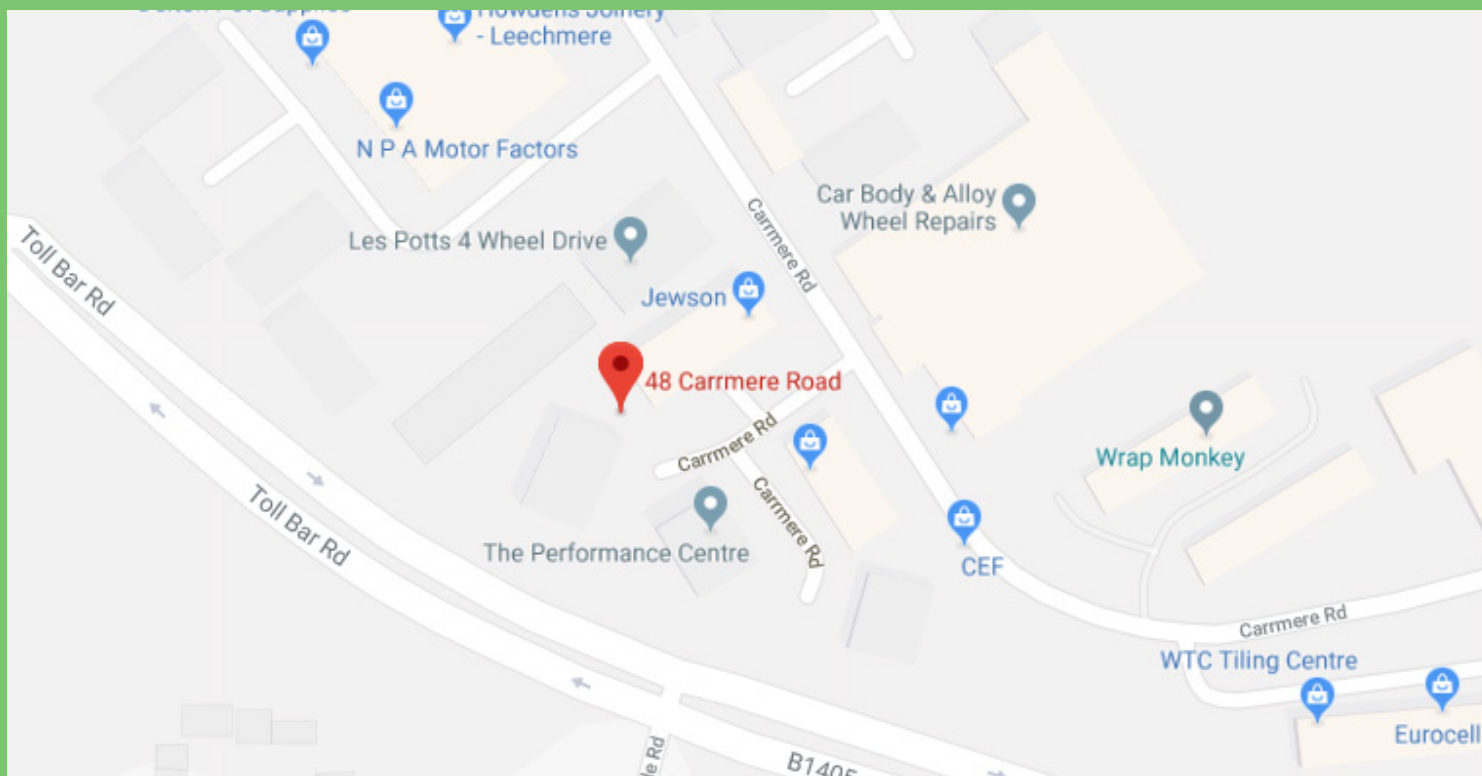 Howdens Joinery
- Leechmere
N P A Motor Factors
Car Body & Alloy
Wheel Repairs
Carrmere Rd
Les Potts 4 Wheel Drive
Toll Bar Rd
Jewson
48 Carrmere Road
Carrmere Rd
Wrap Monkey
Carrmere Rd
Toll Bar Rd
The Performance Centre
CEF
Carrmere Rd
WTC Tiling Centre
Eurocell
B1405
Rd